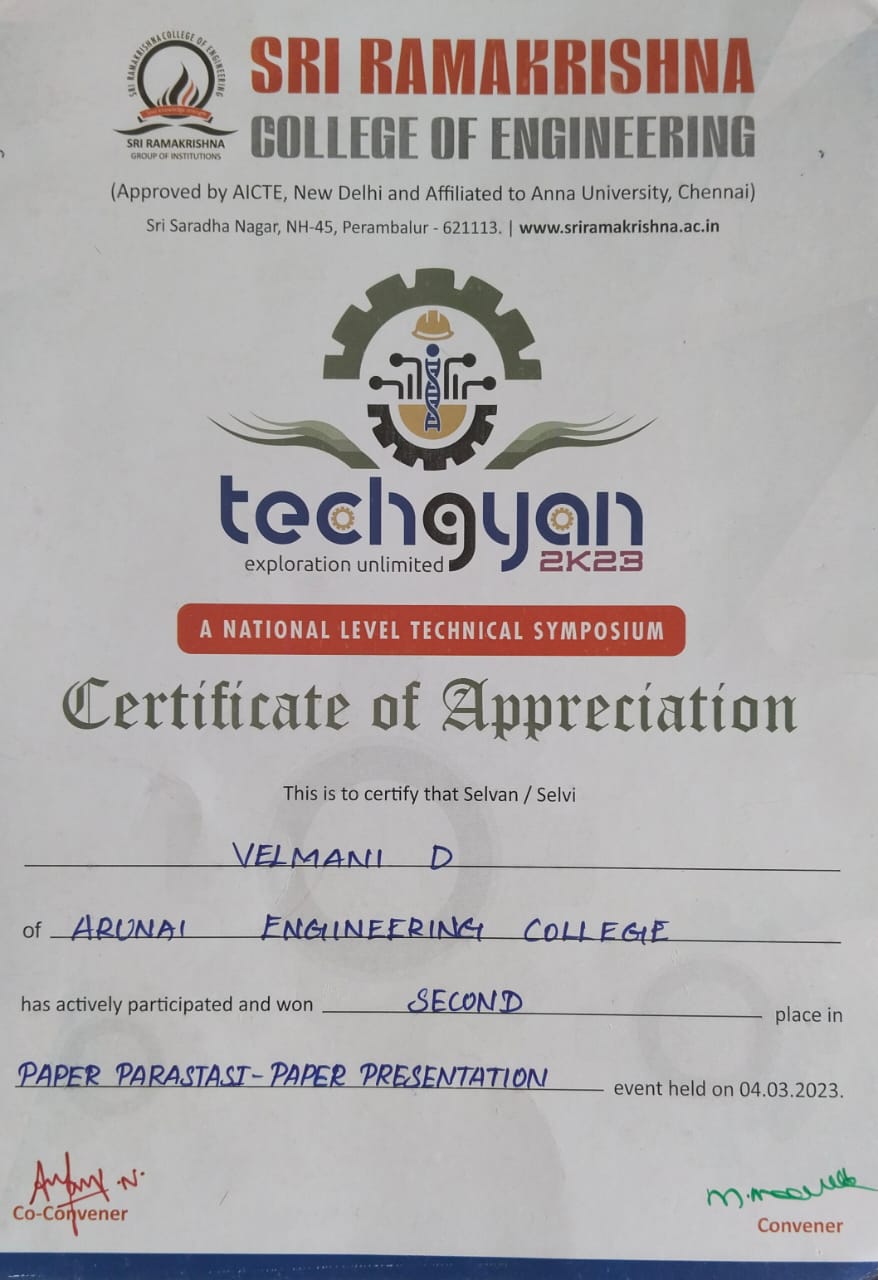 SRI RAMAKRISHNA COLLEGE OF ENGINEERING
SRI RAMAKRISHNA
GROUP OF INSTITUTIONS
SRI RAMAKRISHNA
COLLEGE OF ENGINEERING
(Approved by AICTE, New Delhi and Affiliated to Anna University, Chennai)
Sri Saradha Nagar, NH-45, Perambalur - 621113. | www.sriramakrishna.ac.in
techgyan
exploration unlimited 2K23
A NATIONAL LEVEL TECHNICAL SYMPOSIUM
Certificate of Appreciation
This is to certify that Selvan / Selvi
VELMANI D
of ARUNAI ENGINEERING COLLEGE
has actively participated and won SECOND place in
PAPER PARASTASI-PAPER PRESENTATION event held on 04.03.2023.
Co-Convener
Convener